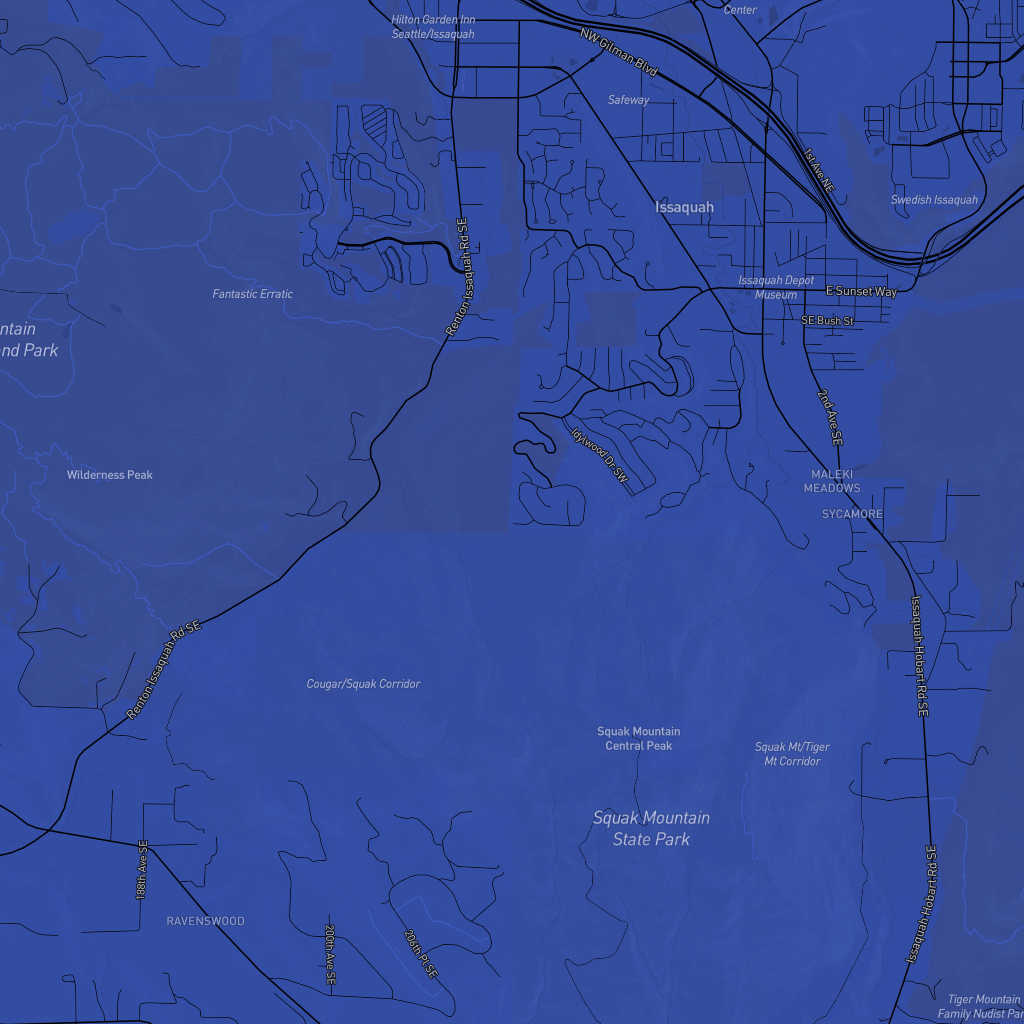 Center
Hilton Garden Inn
Seattle/Issaquah
NW Gilman Blvd
Safeway
1st Ave NE
Swedish Issaquah
Issaquah
Renton Issaquah Rd SE
Fantastic Erratic
Issaquah Depot
Museum
E Sunset Way
SE Bush St
ntain
nd Park
2nd Ave SE
Idylwood Dr SW
Wilderness Peak
MALEKI
MEADOWS
SYCAMORE
Renton Issaquah Rd SE
Issaquah Hobart Rd SE
Cougar/Squak Corridor
Squak Mountain
Central Peak
Squak Mt/Tiger
Mt Corridor
Squak Mountain
State Park
188th Ave SE
Issaquah Hobart Rd SE
RAVENSWOOD
200th Ave SE
206th Pl SE
Tiger Mountain
Family Nudist Par